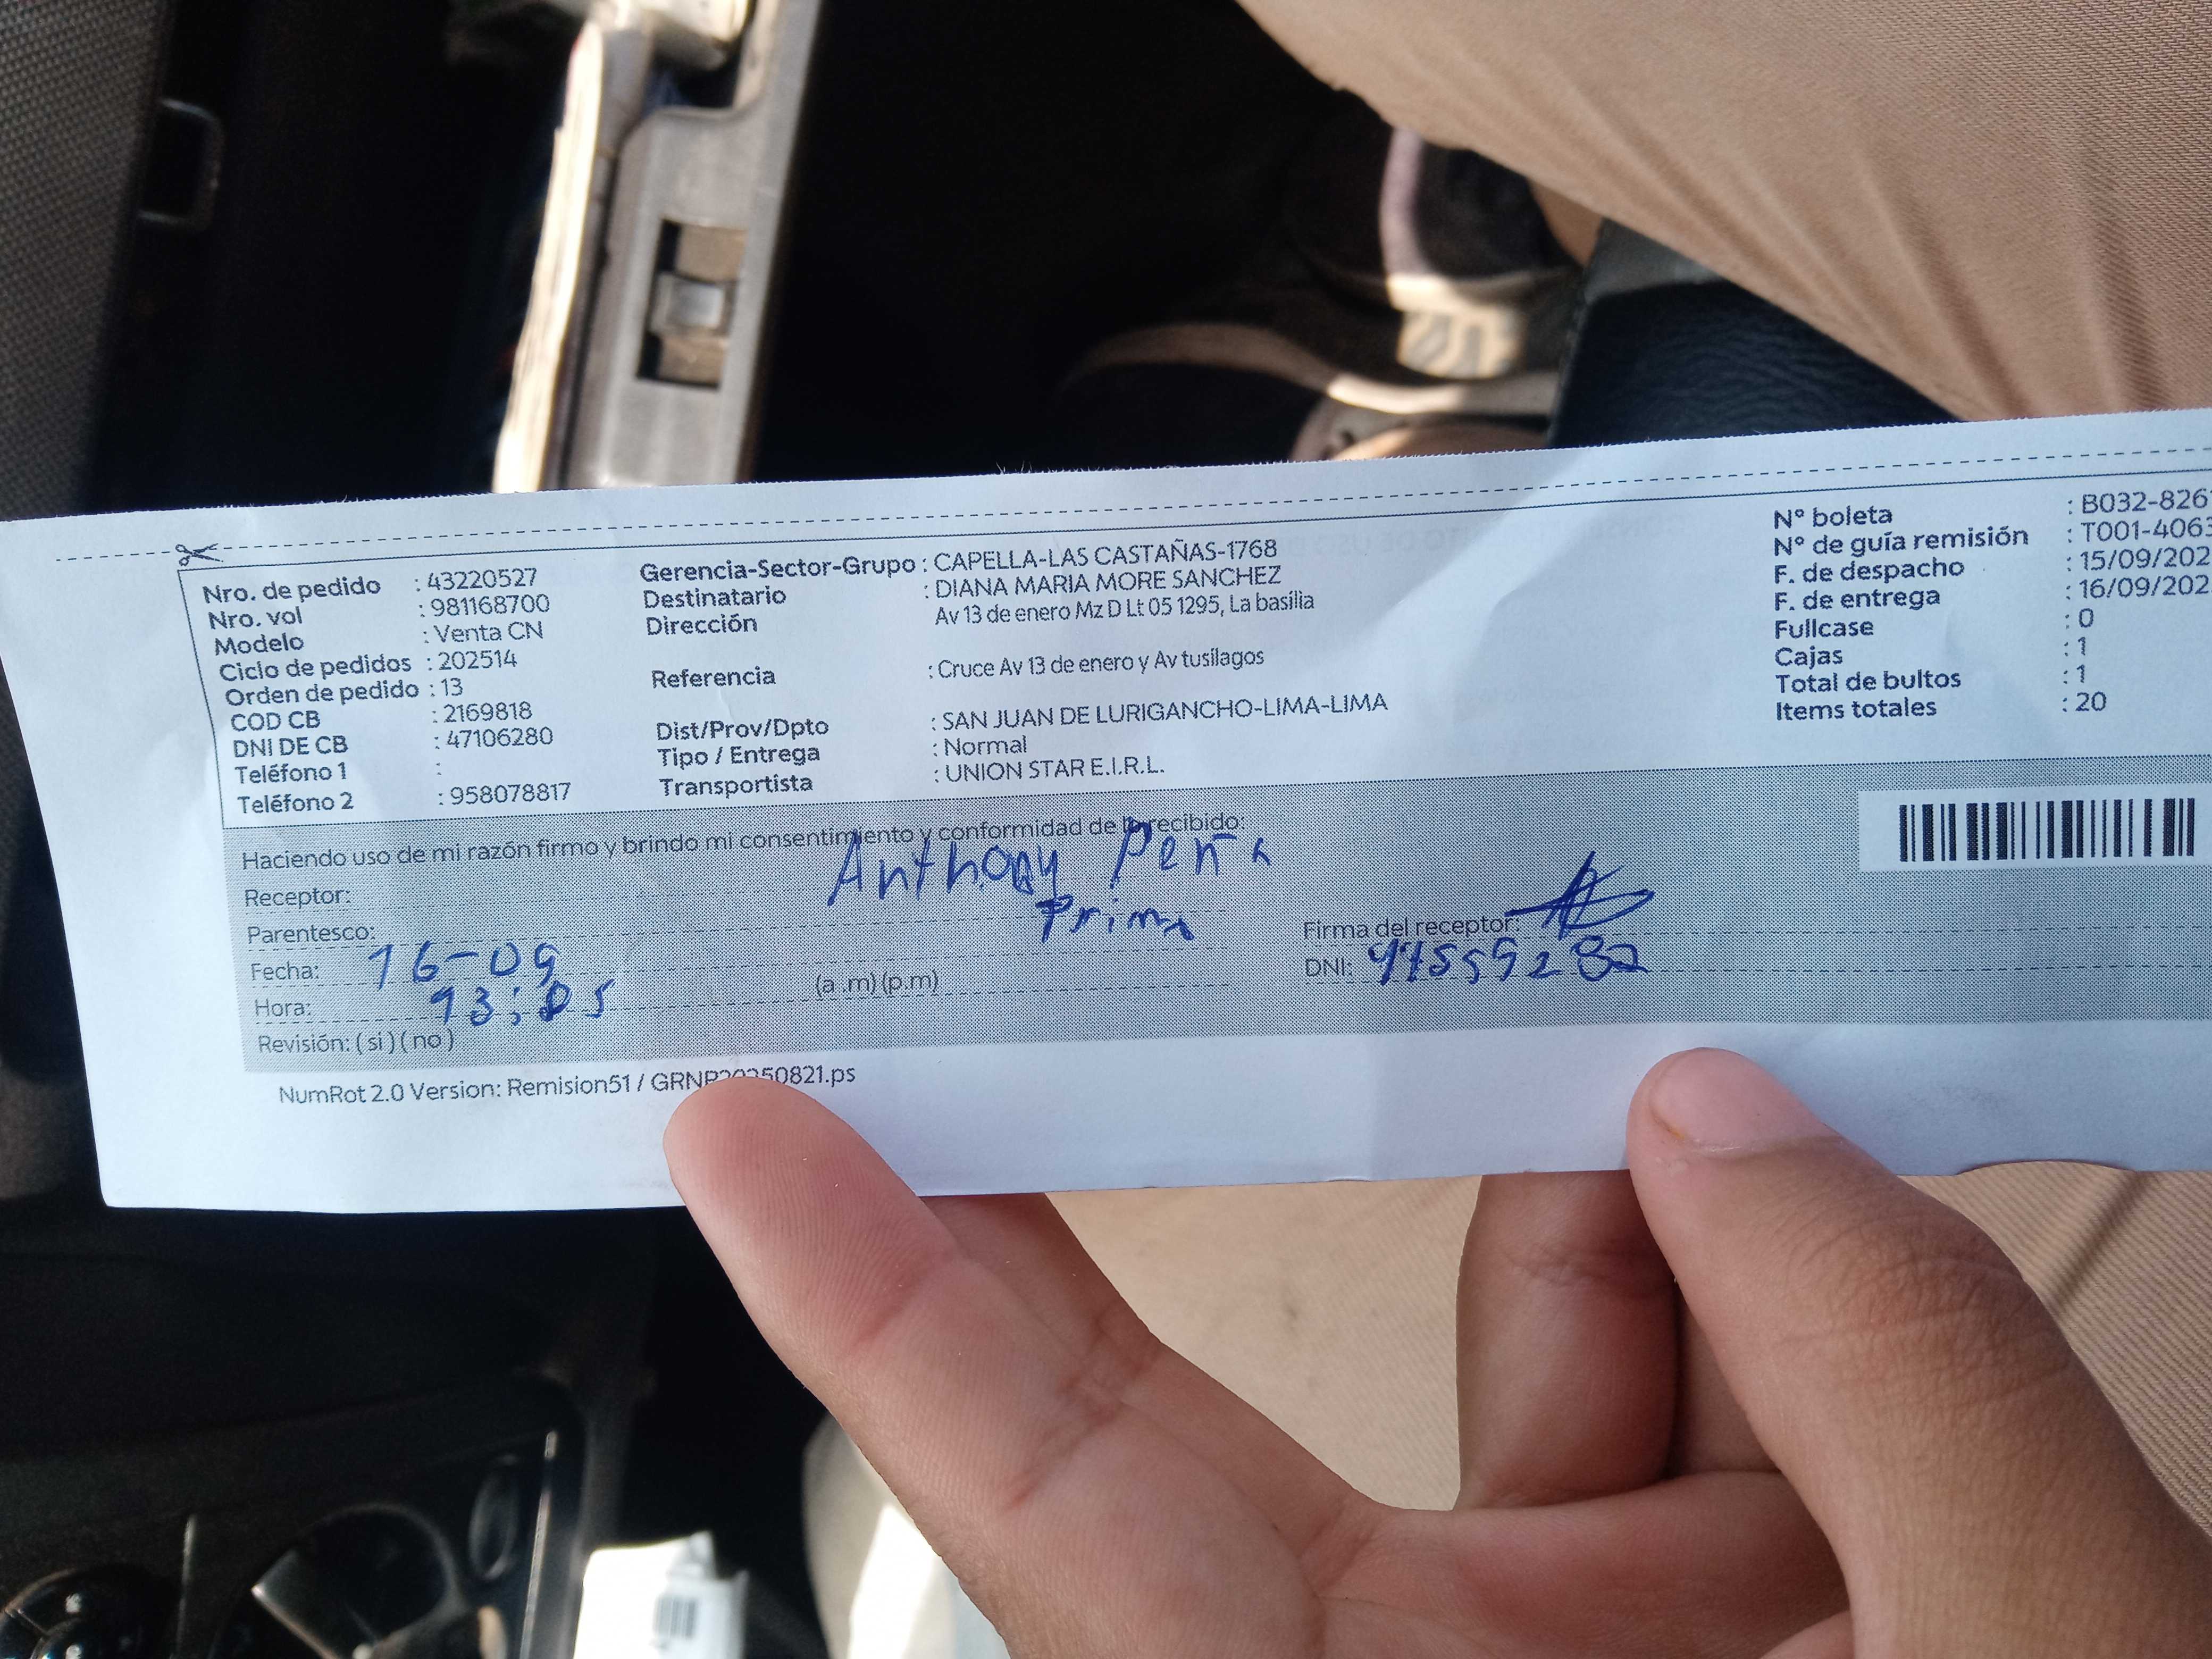 Nro. de pedido : 43220527
Nro. vol : 981168700
Modelo : Venta CN
Ciclo de pedidos : 202514
Orden de pedido : 13
COD CB : 2169818
DNI DE CB : 47106280
Teléfono 1 :
Teléfono 2 : 958078817
Gerencia-Sector-Grupo : CAPELLA-LAS CASTAÑAS-1768
Destinatario : DIANA MARIA MORE SANCHEZ
Dirección Av 13 de enero Mz D Lt 05 1295, La basilia
Referencia : Cruce Av 13 de enero y Av tusilagos
Dist/Prov/Dpto : SAN JUAN DE LURIGANCHO-LIMA-LIMA
Tipo / Entrega : Normal
Transportista : UNION STAR E.I.R.L.
Nº boleta : B032-826
Nº de guía remisión : T001-4063
F. de despacho : 15/09/202
F. de entrega : 16/09/202
Fullcase : 0
Cajas : 1
Total de bultos : 1
Items totales : 20
Haciendo uso de mi razón firmo y brindo mi consentimiento y conformidad de lo recibido:
Receptor: Anthony Peña
Parentesco: Primo
Fecha: 16-09
Hora: 13:05 (a .m) (p.m)
Revisión: ( si ) ( no )
Firma del receptor:
DNI:
NumRot 2.0 Version: Remision51 / GRNP20250821.ps